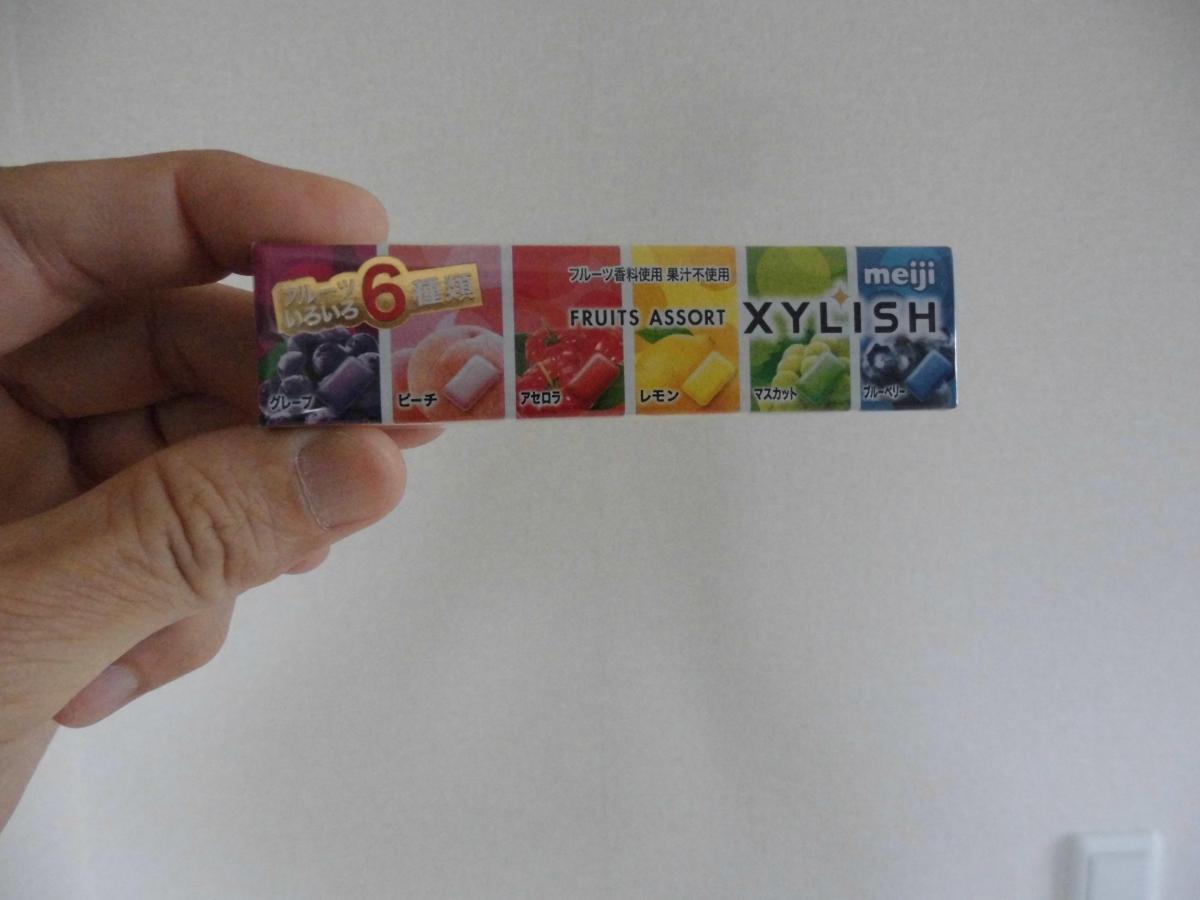 フルーツ
いろいろ
6種類
フルーツ香料使用 果汁不使用
FRUITS ASSORT
meiji
XYLISH
グレープ
ピーチ
アセロラ
レモン
マスカット
ブルーベリー